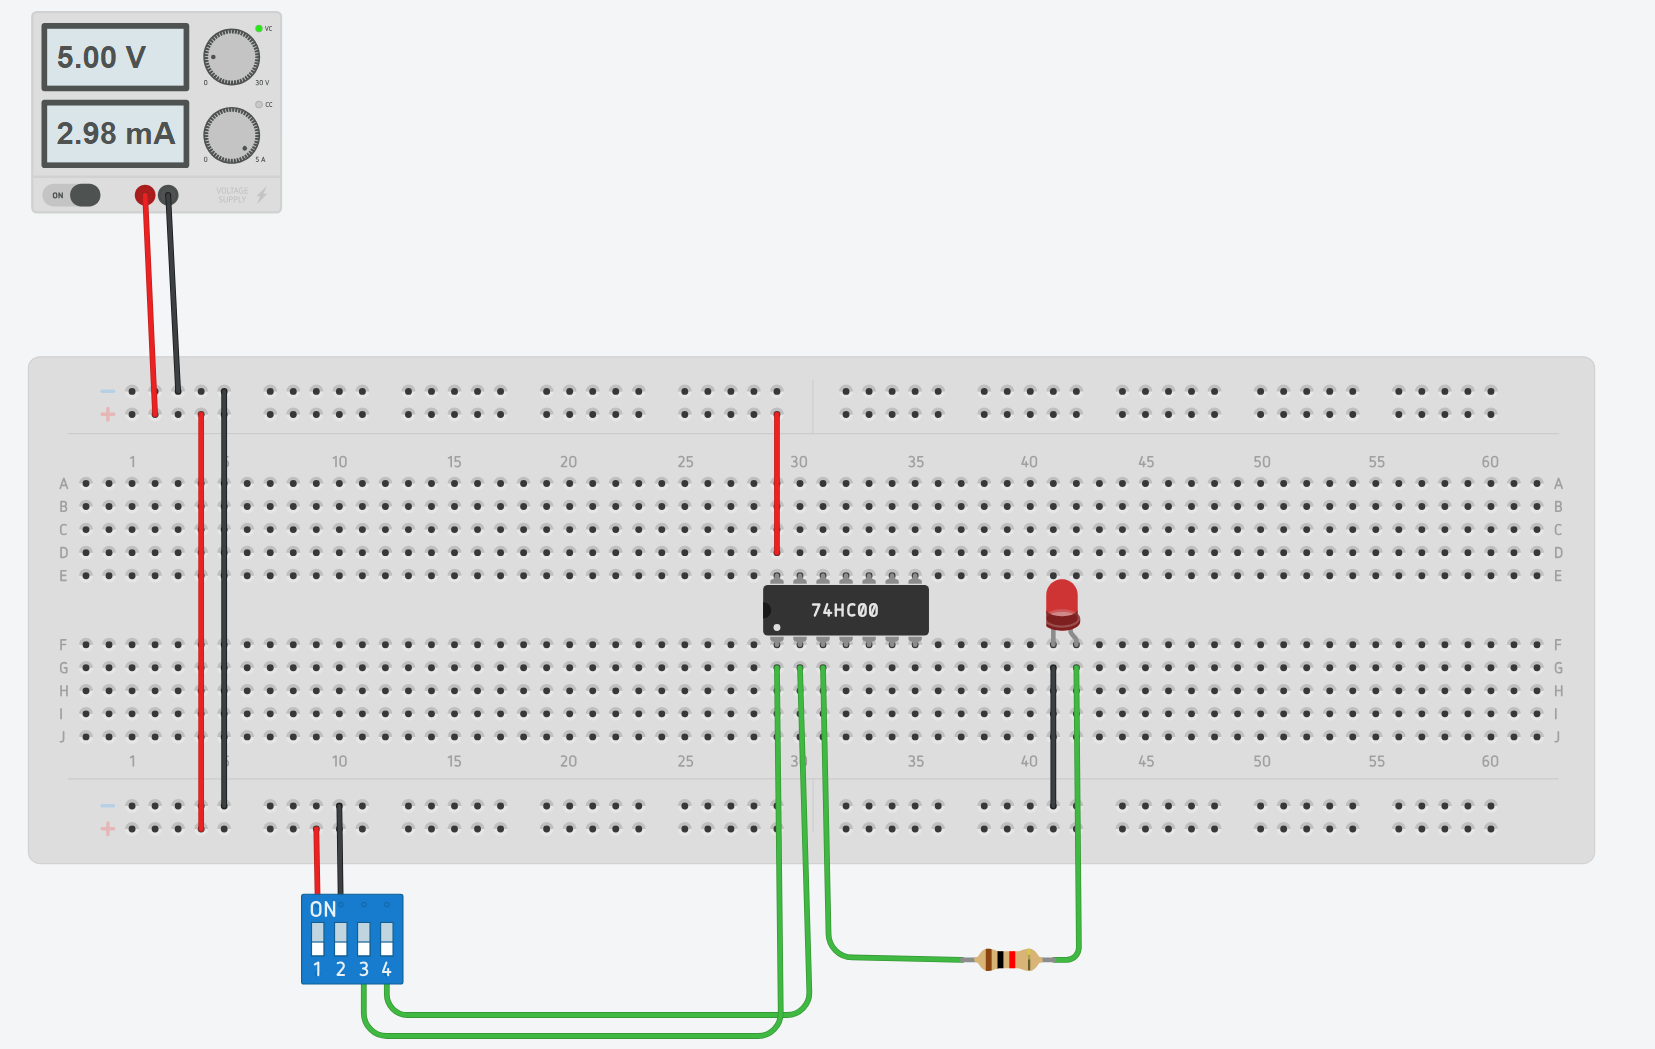 5.00 V
VC
0 30 V
2.98 mA
CC
0 5 A
ON
VOLTAGE
SUPPLY
1 5 10 15 20 25 30 35 40 45 50 55 60
A A
B B
C C
D D
E E
74HC00
F F
G G
H H
I I
J J
1 5 10 15 20 25 30 35 40 45 50 55 60
ON
1 2 3 4